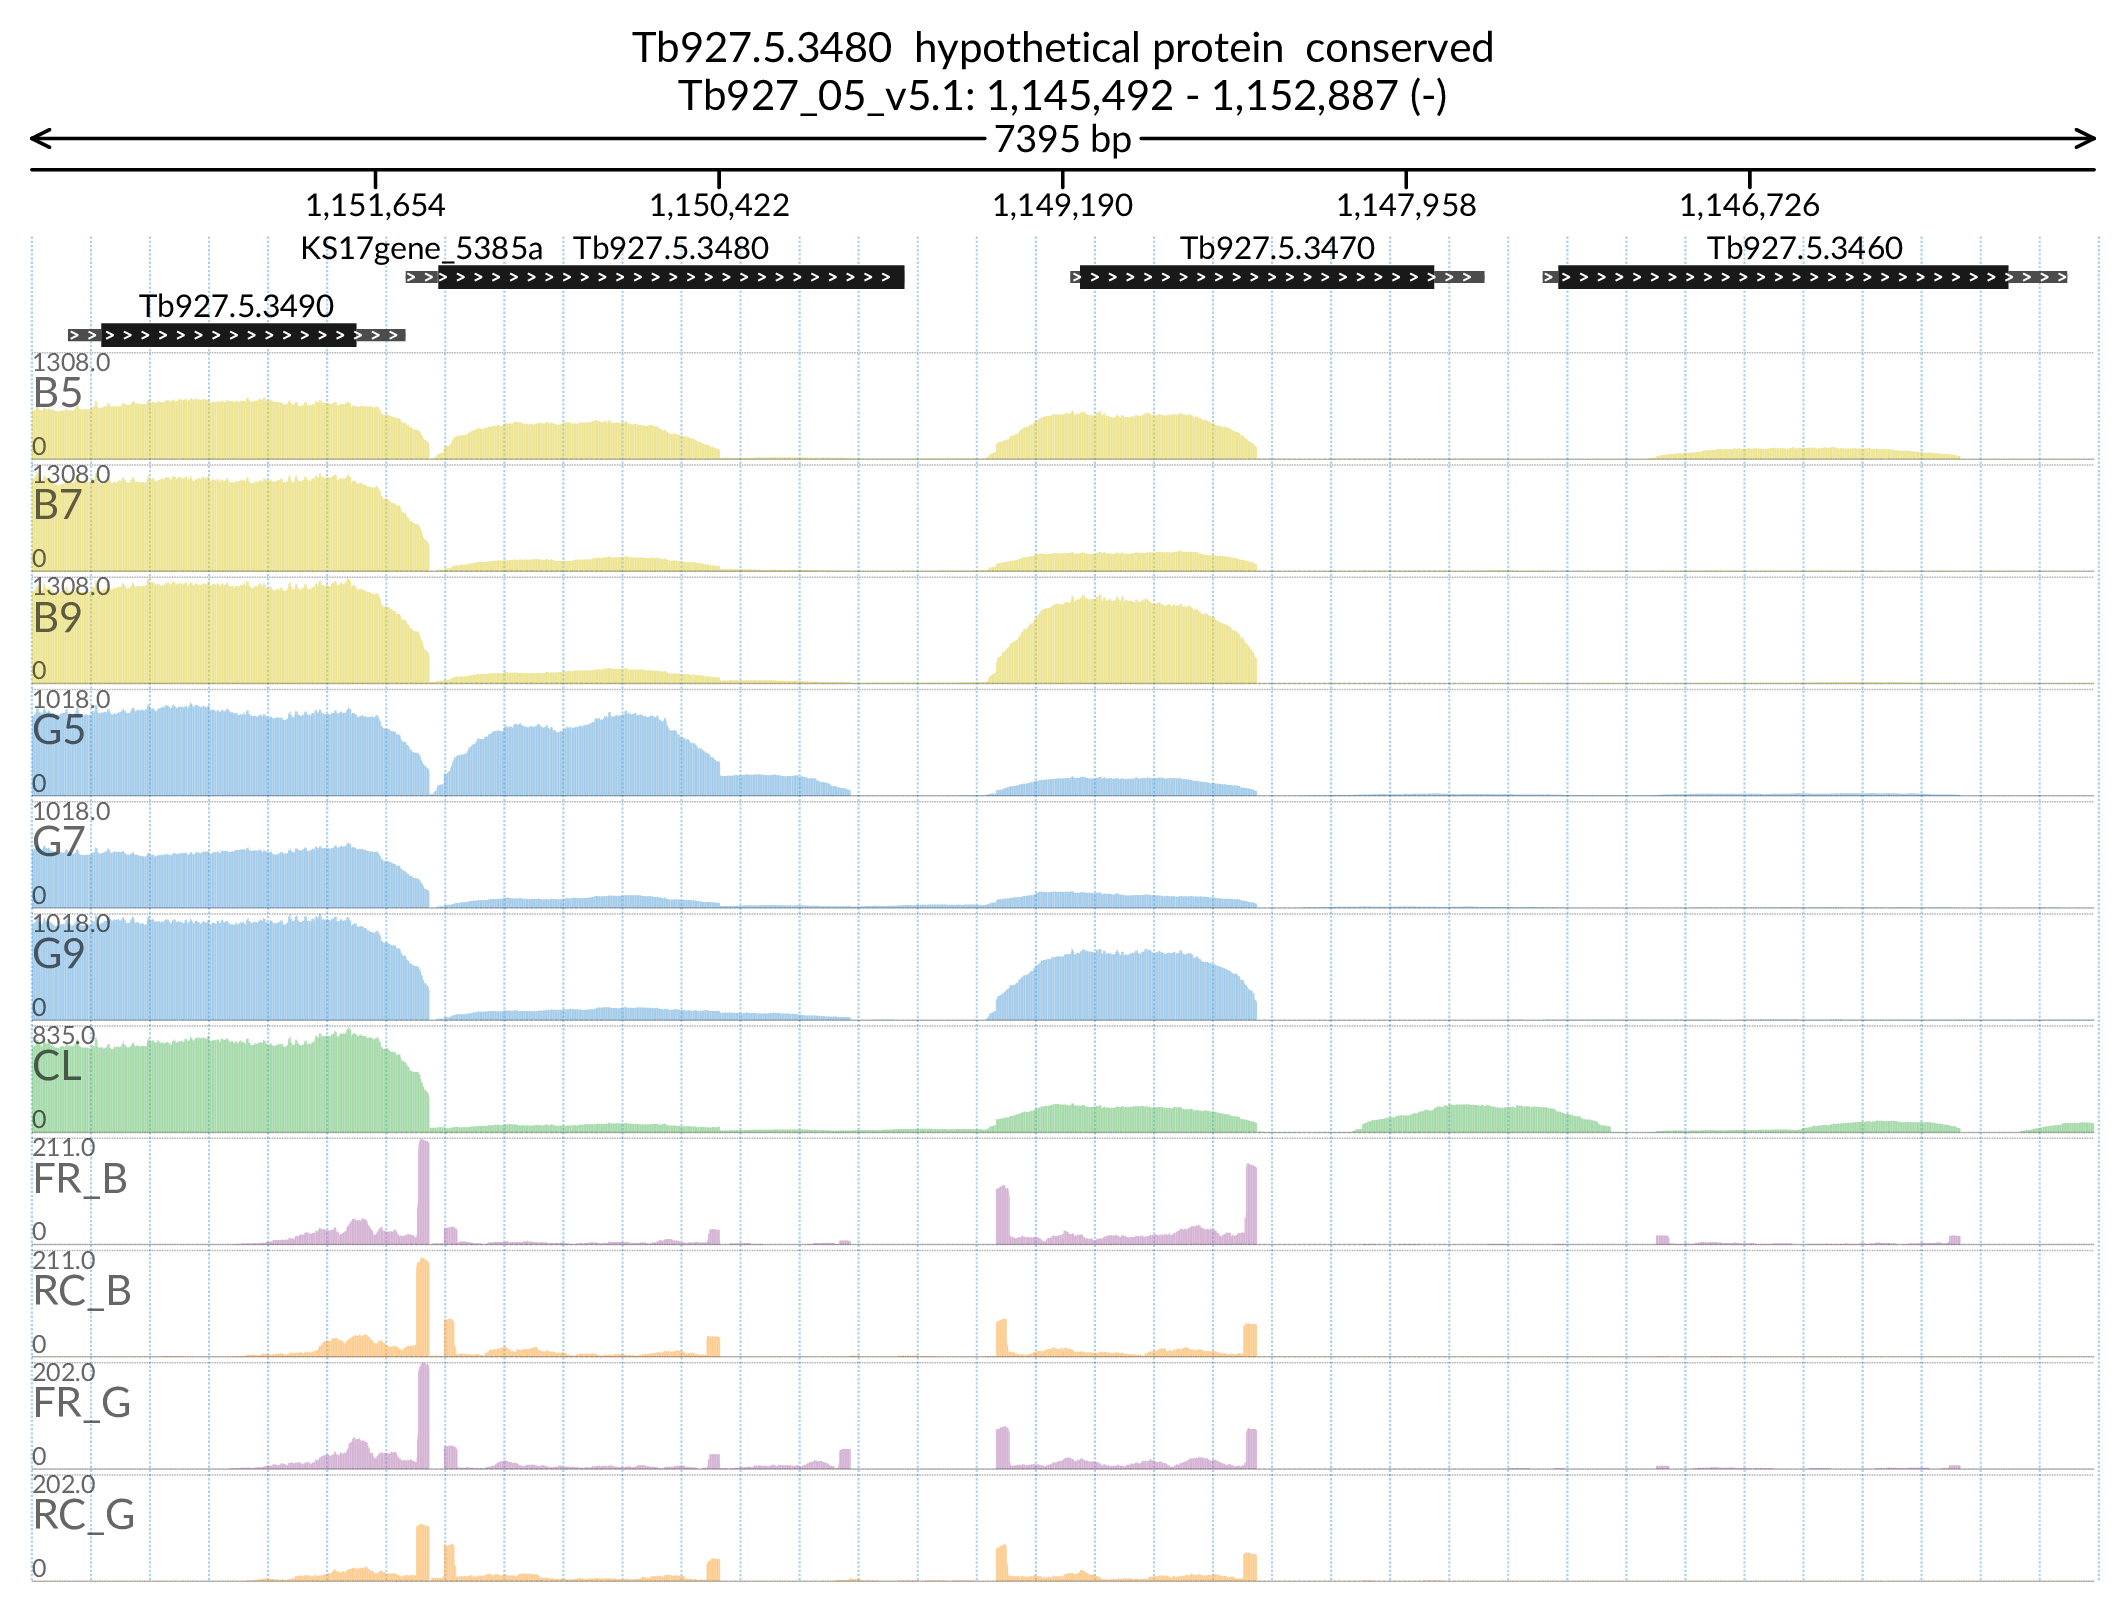 Tb927.5.3480 hypothetical protein conserved
Tb927_05_v5.1: 1,145,492 - 1,152,887 (-)
7395 bp
1,151,654 1,150,422 1,149,190 1,147,958 1,146,726
KS17gene_5385a Tb927.5.3480 Tb927.5.3470 Tb927.5.3460
Tb927.5.3490
1308.0
B5
0
1308.0
B7
0
1308.0
B9
0
1018.0
G5
0
1018.0
G7
0
1018.0
G9
0
835.0
CL
0
211.0
FR_B
0
211.0
RC_B
0
202.0
FR_G
0
202.0
RC_G
0